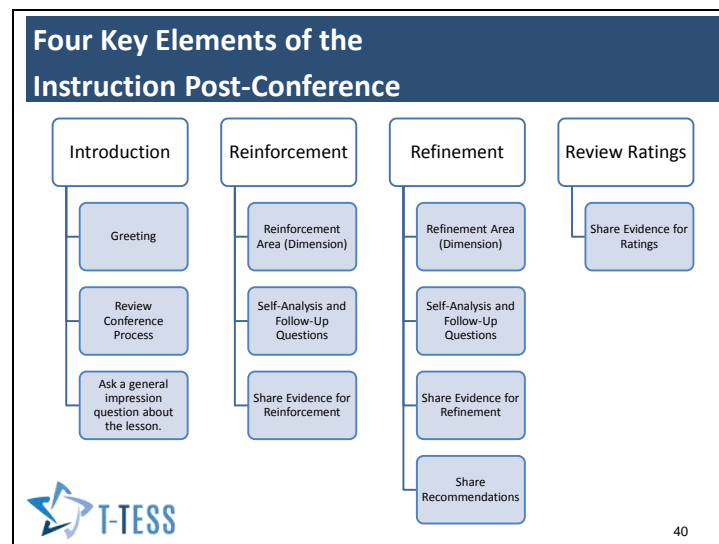 Four Key Elements of the
Instruction Post-Conference
Introduction
Greeting
Review
Conference
Process
Ask a general
impression
question about
the lesson.
Reinforcement
Reinforcement
Area (Dimension)
Self-Analysis and
Follow-Up
Questions
Share Evidence for
Reinforcement
Refinement
Refinement Area
(Dimension)
Self-Analysis and
Follow-Up
Questions
Share Evidence for
Refinement
Share
Recommendations
Review Ratings
Share Evidence for
Ratings
T-TESS
40